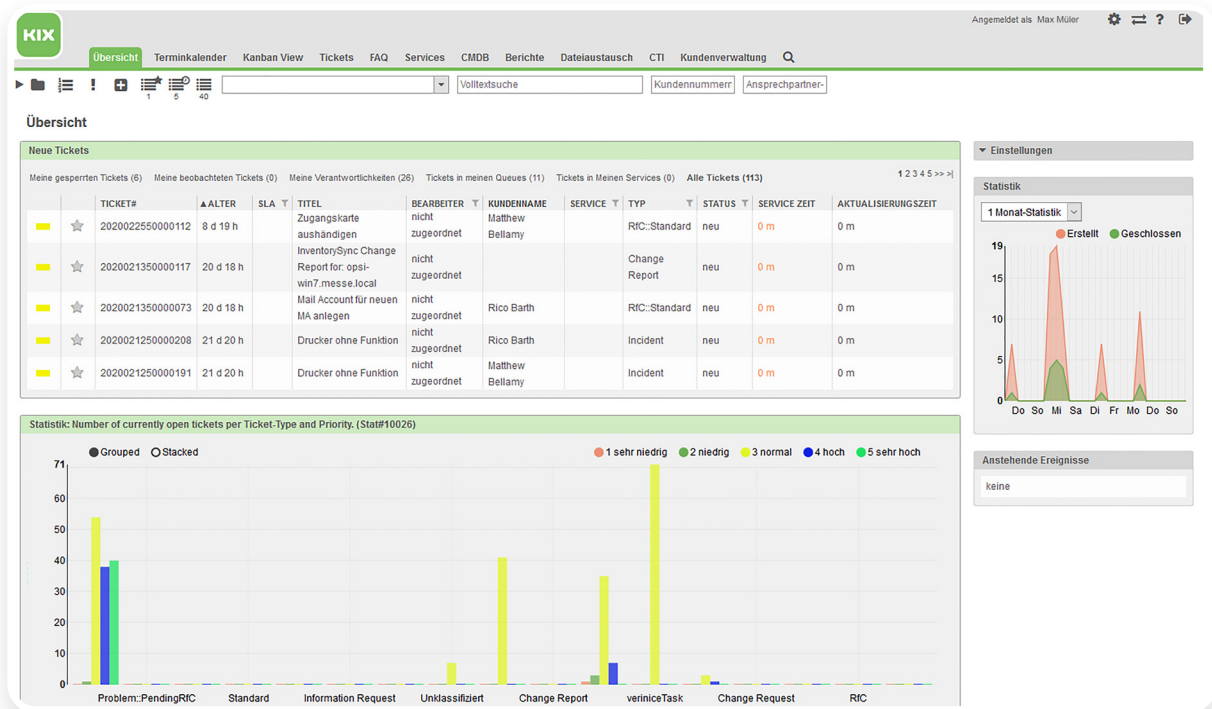 KIX
Angemeldet als Max Müler
Übersicht Terminkalender Kanban View Tickets FAQ Services CMDB Berichte Dateiaustausch CTI Kundenverwaltung
1 5 40 Volltextsuche Kundennummerr Ansprechpartner-
Übersicht
Neue Tickets
Meine gesperrten Tickets (6) Meine beobachteten Tickets (0) Meine Verantwortlichkeiten (26) Tickets in meinen Queues (11) Tickets in Meinen Services (0) Alle Tickets (113) 1 2 3 4 5 >> >|
TICKET# ▲ALTER SLA TITEL BEARBEITER KUNDENNAME SERVICE TYP STATUS SERVICE ZEIT AKTUALISIERUNGSZEIT
2020022550000112 8 d 19 h Zugangskarte aushändigen nicht zugeordnet Matthew Bellamy RfC::Standard neu 0 m 0 m
2020021350000117 20 d 18 h InventorySync Change Report for: opsi-win7.messe.local nicht zugeordnet Change Report neu 0 m 0 m
2020021350000073 20 d 18 h Mail Account für neuen MA anlegen nicht zugeordnet Rico Barth RfC::Standard neu 0 m 0 m
2020021250000208 21 d 20 h Drucker ohne Funktion nicht zugeordnet Rico Barth Incident neu 0 m 0 m
2020021250000191 21 d 20 h Drucker ohne Funktion nicht zugeordnet Matthew Bellamy Incident neu 0 m 0 m
Einstellungen
Statistik
1 Monat-Statistik
Erstellt Geschlossen
19
15
10
5
0
Do So Mi Sa Di Fr Mo Do So
Anstehende Ereignisse
keine
Statistik: Number of currently open tickets per Ticket-Type and Priority. (Stat#10026)
Grouped Stacked 1 sehr niedrig 2 niedrig 3 normal 4 hoch 5 sehr hoch
71
60
50
40
30
20
10
0
Problem::PendingRfC Standard Information Request Unklassifiziert Change Report veriniceTask Change Request RfC